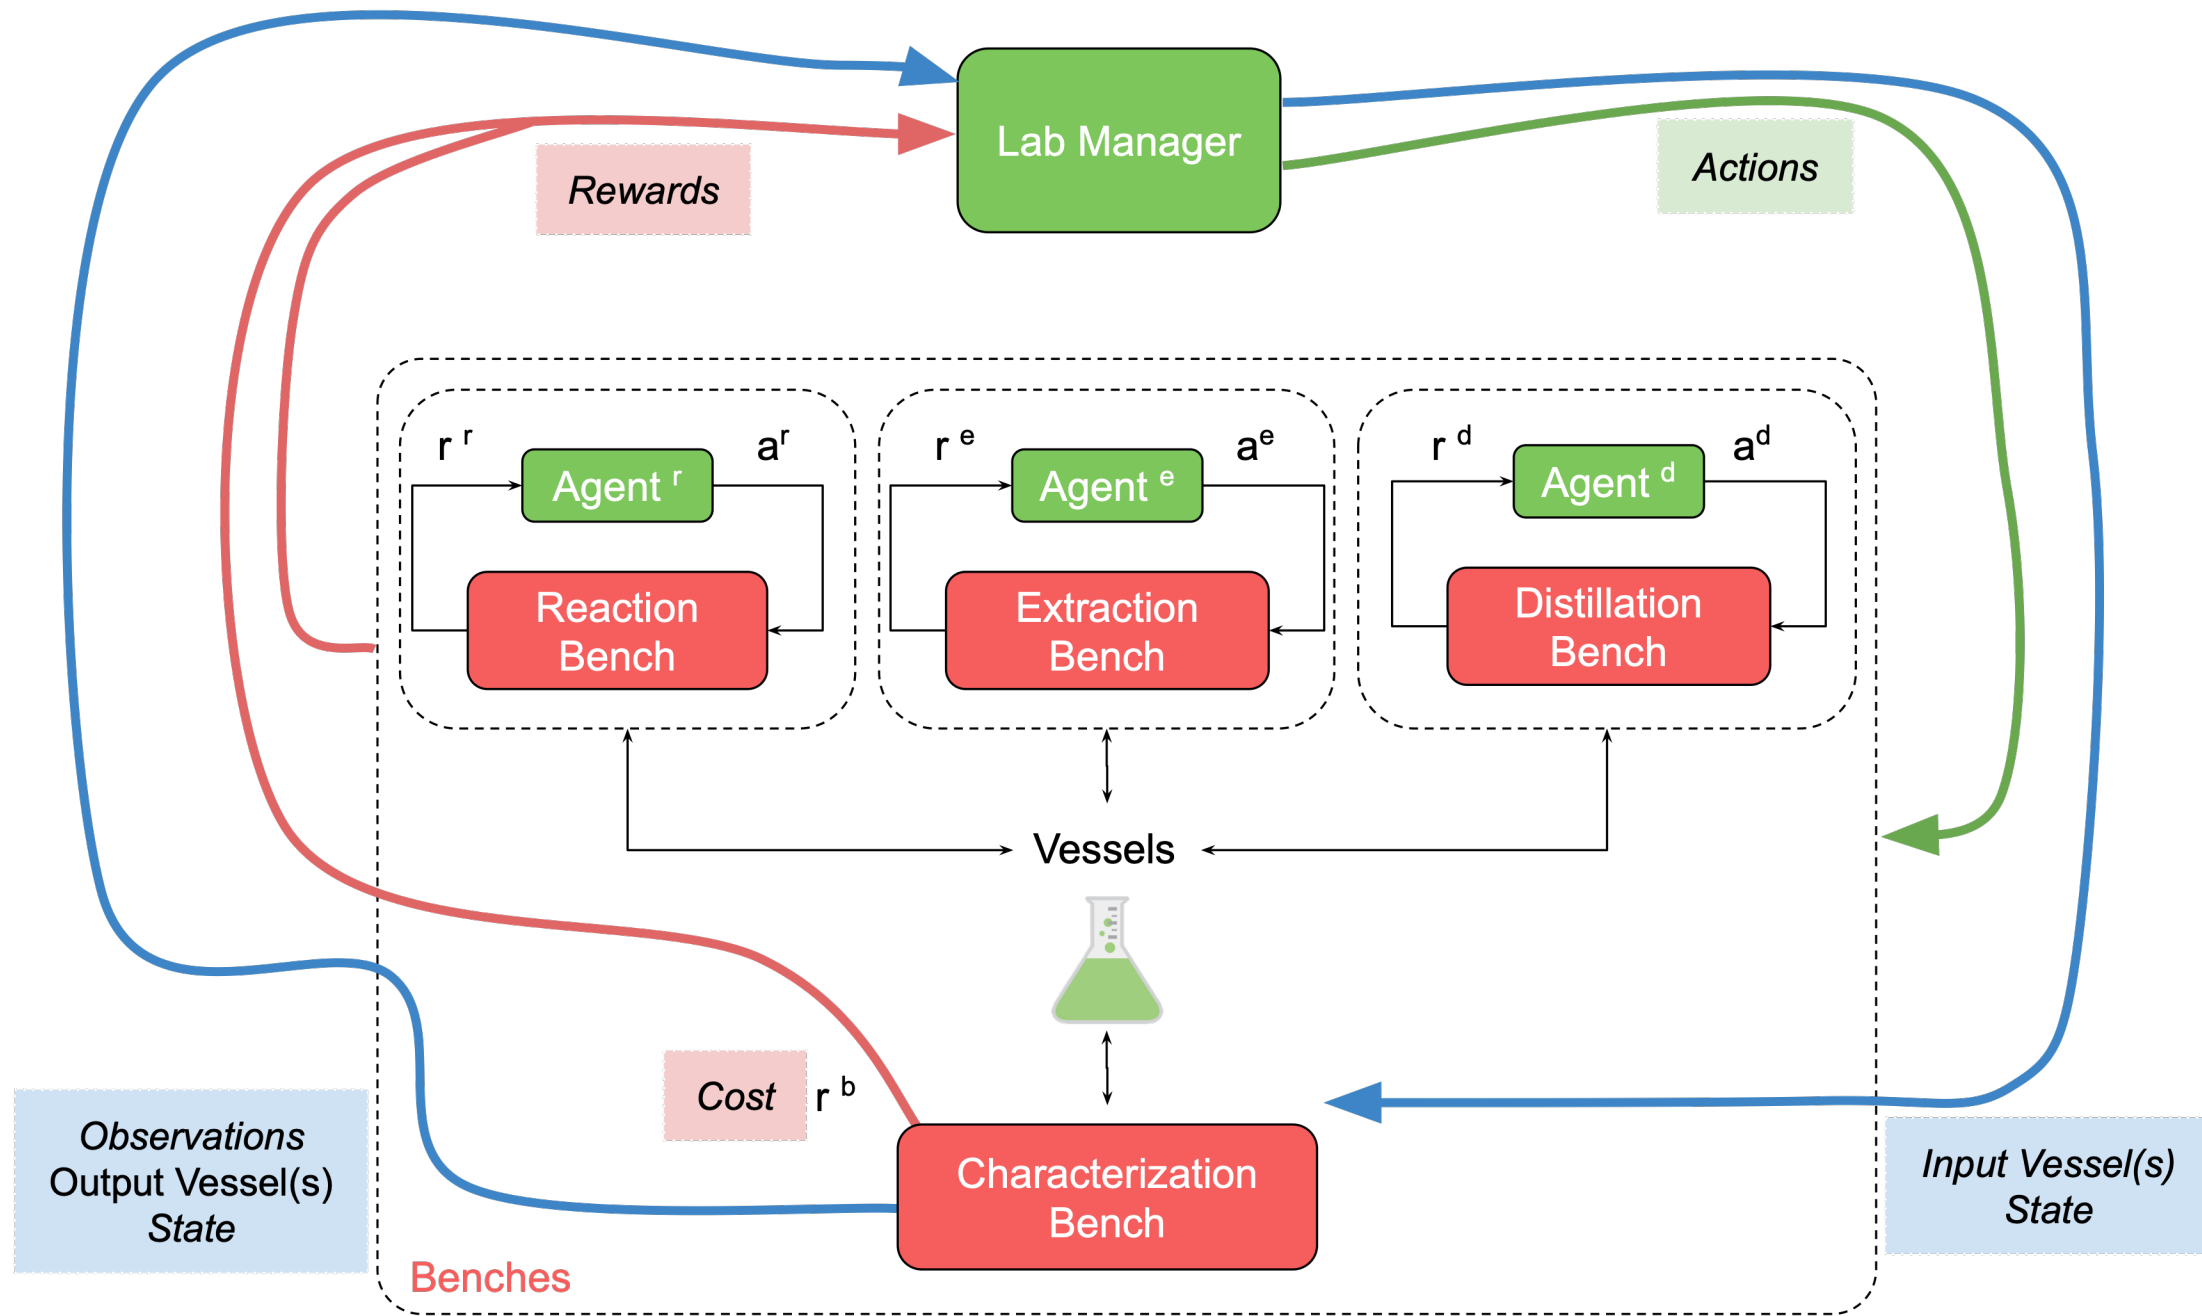 Lab Manager
Rewards
Actions
r r
a r
Agent r
Reaction
Bench
r e
a e
Agent e
Extraction
Bench
r d
a d
Agent d
Distillation
Bench
Vessels
Cost
r b
Characterization
Bench
Observations
Output Vessel(s)
State
Input Vessel(s)
State
Benches